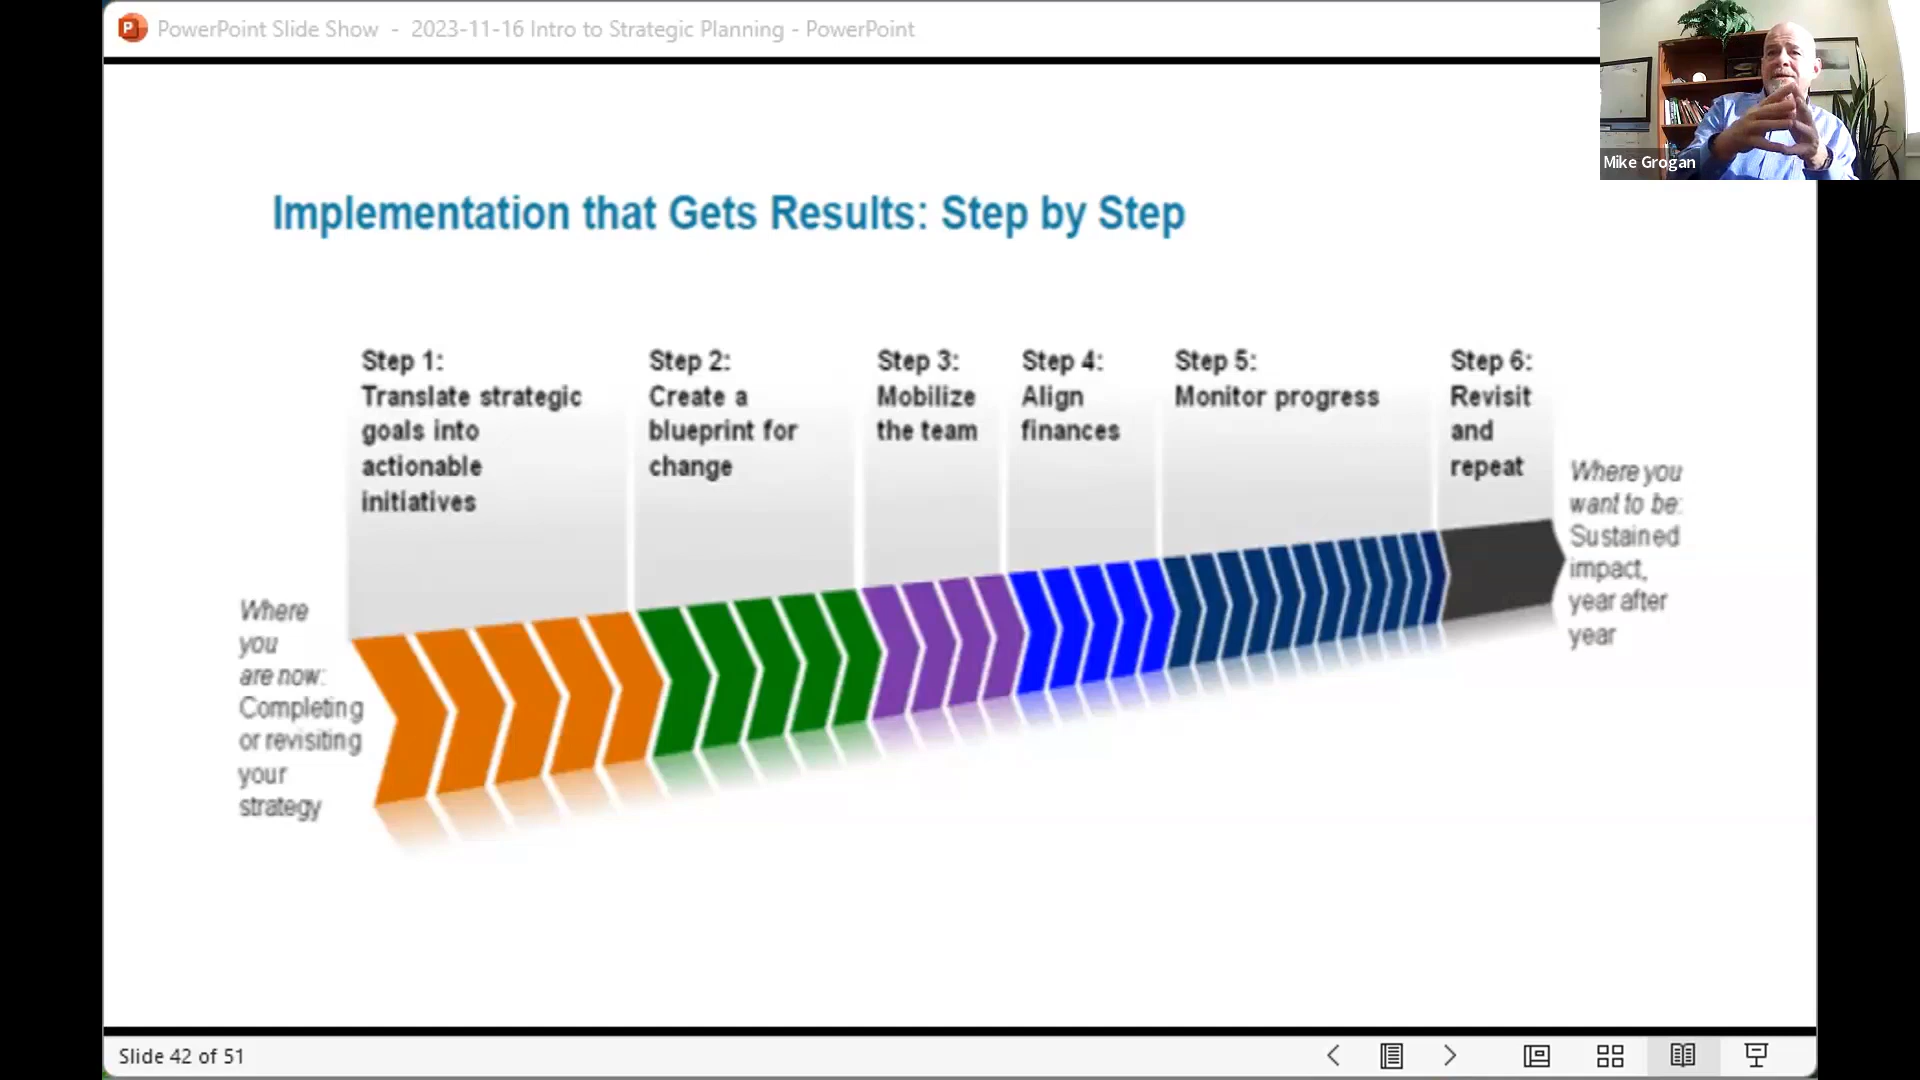 PowerPoint Slide Show - 2023-11-16 Intro to Strategic Planning - PowerPoint
Mike Grogan
Implementation that Gets Results: Step by Step
Step 1:
Translate strategic
goals into
actionable
initiatives
Step 2:
Create a
blueprint for
change
Step 3:
Mobilize
the team
Step 4:
Align
finances
Step 5:
Monitor progress
Step 6:
Revisit
and
repeat
Where
you
are now:
Completing
or revisiting
your
strategy
Where you
want to be:
Sustained
impact,
year after
year
Slide 42 of 51